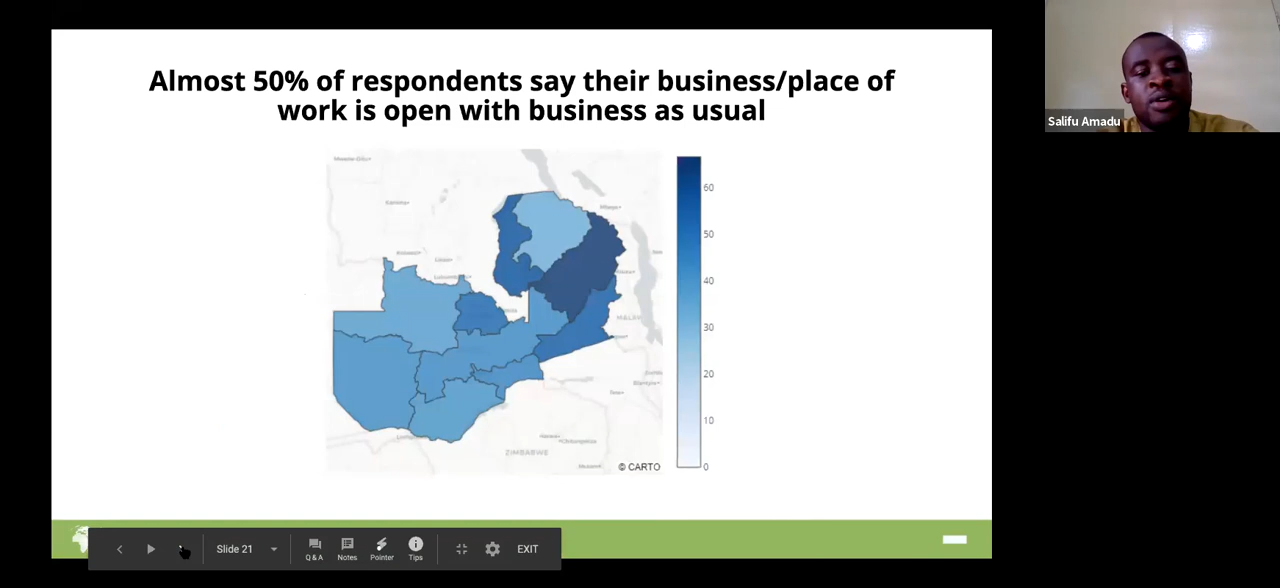 Almost 50% of respondents say their business/place of
work is open with business as usual
60
50
40
30
20
10
0
ZIMBABWE
© CARTO
Salifu Amadu
Slide 21
Q & A
Notes
Pointer
Tips
EXIT